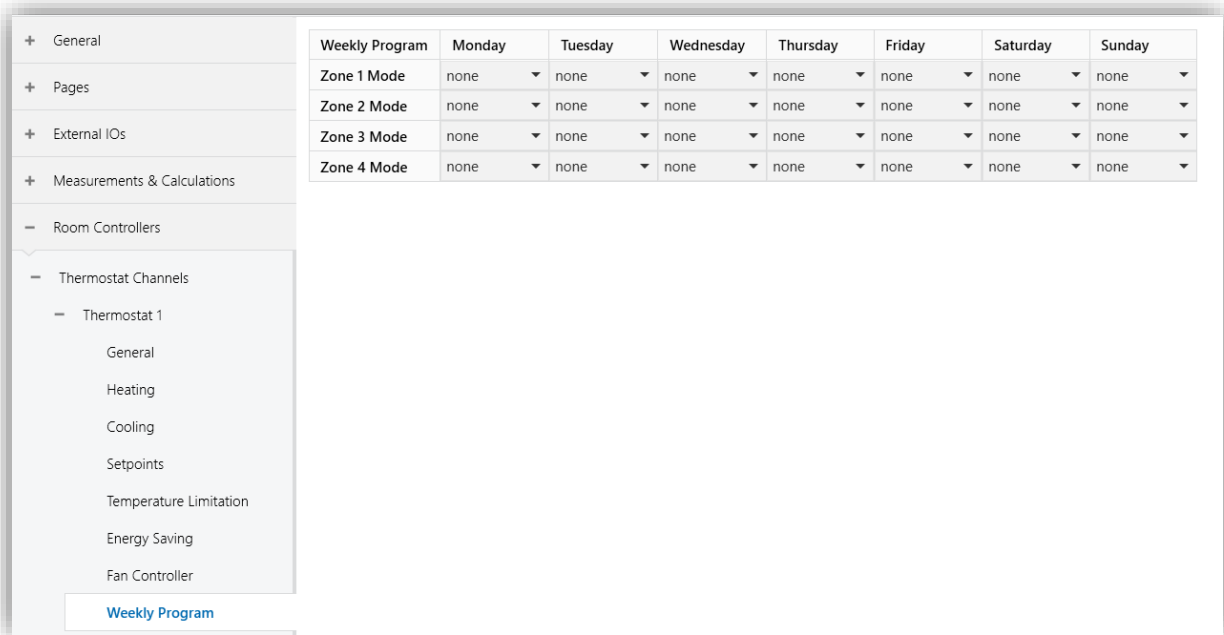 General
Pages
External IOs
Measurements & Calculations
Room Controllers
Thermostat Channels
Thermostat 1
General
Heating
Cooling
Setpoints
Temperature Limitation
Energy Saving
Fan Controller
Weekly Program
Weekly Program Monday Tuesday Wednesday Thursday Friday Saturday Sunday
Zone 1 Mode none none none none none none none
Zone 2 Mode none none none none none none none
Zone 3 Mode none none none none none none none
Zone 4 Mode none none none none none none none